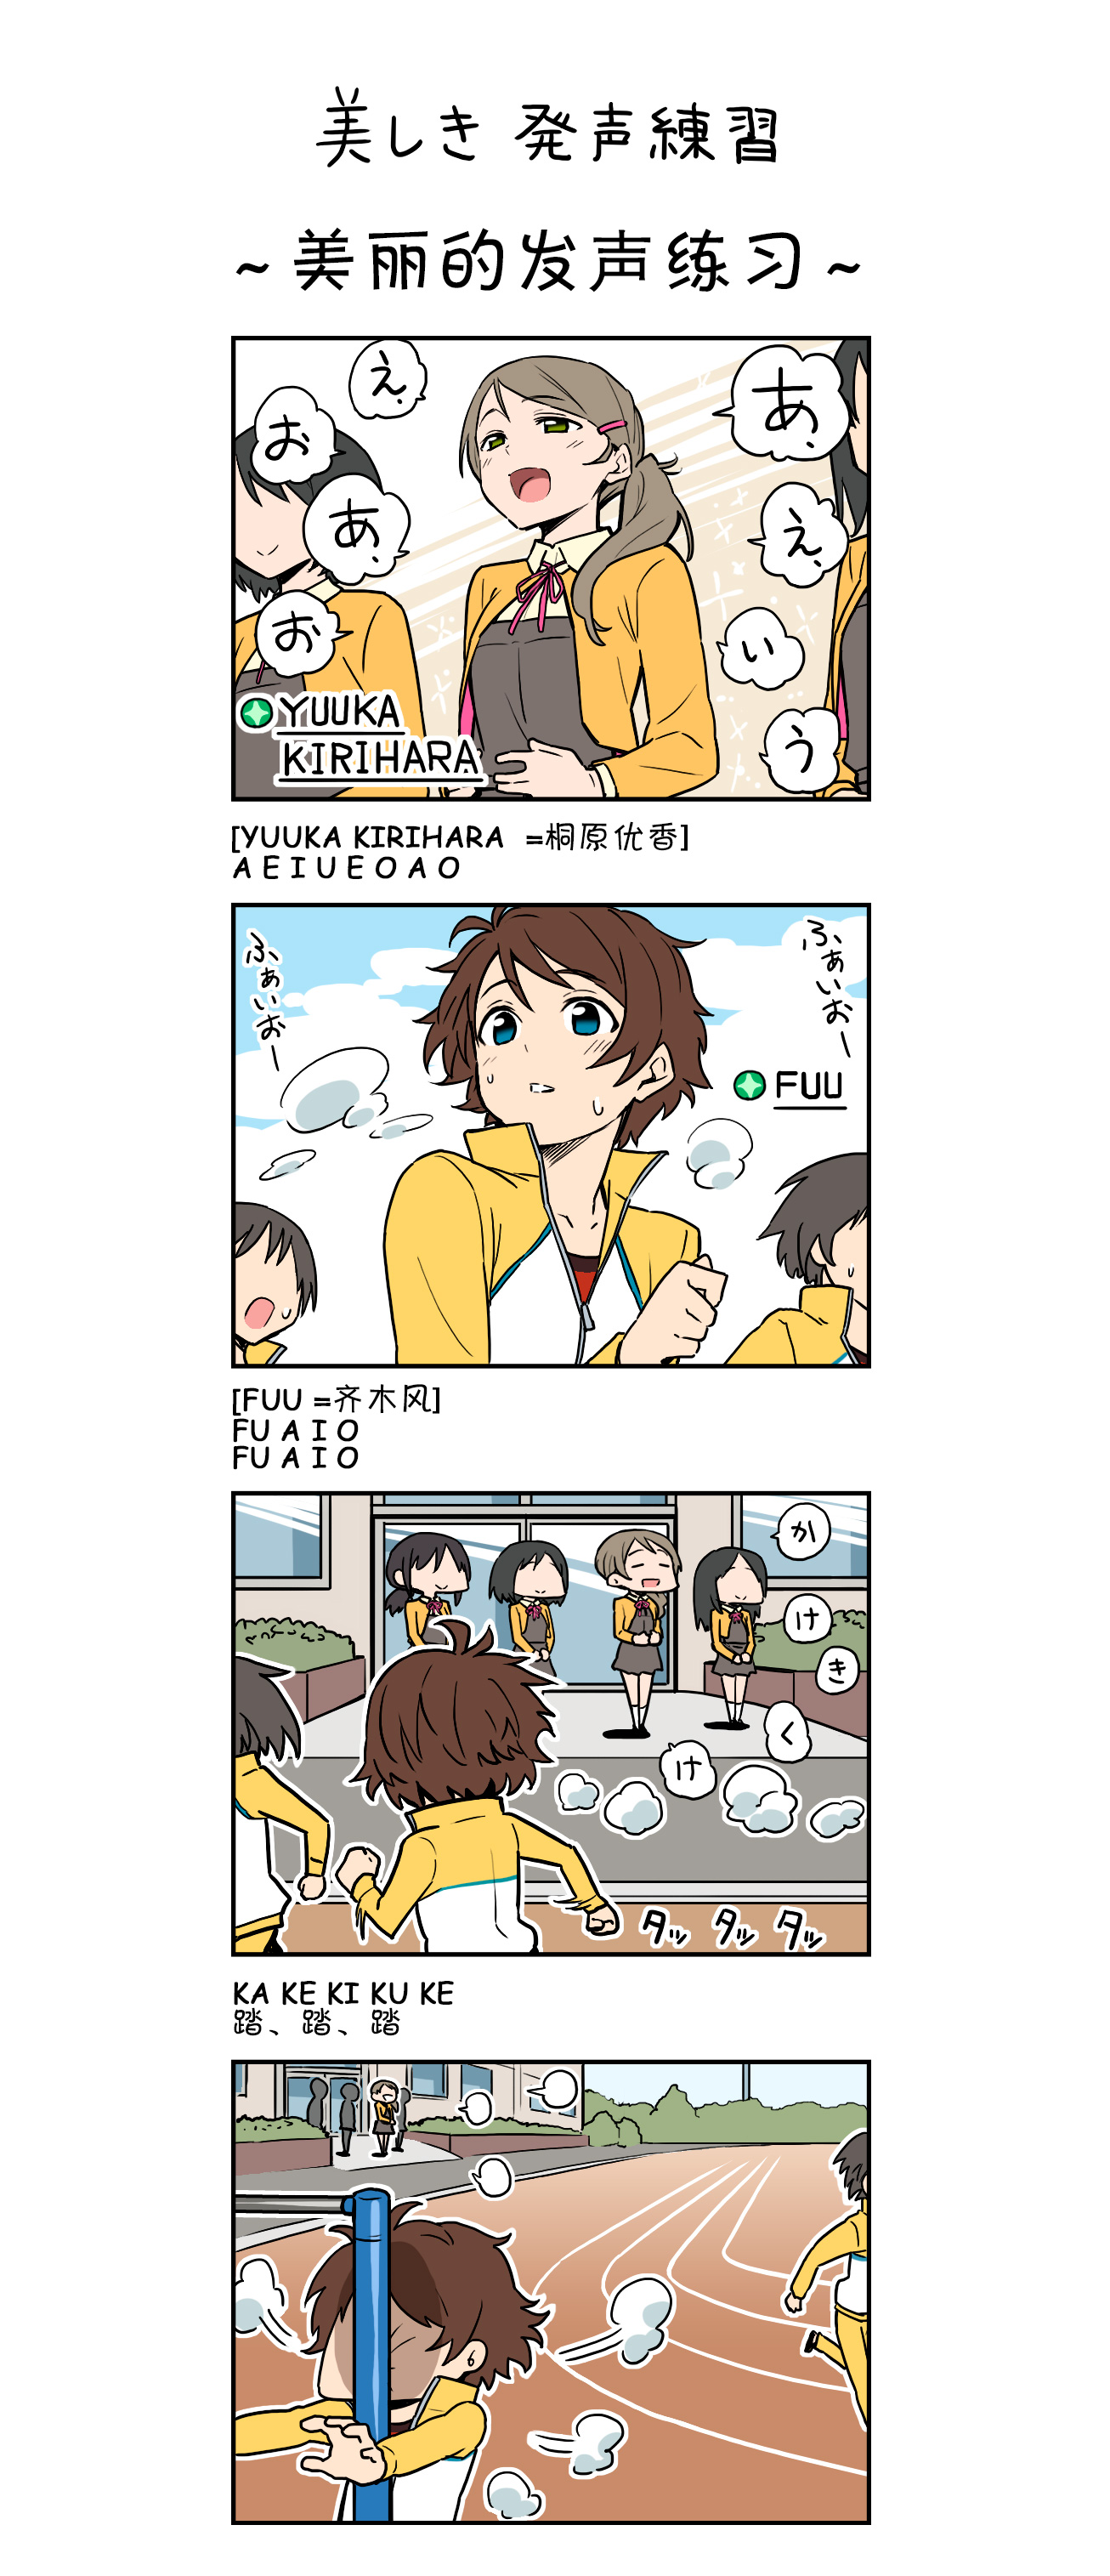 美しき 発声練習
~美丽的发声练习~
あ、
え、
い
う
え、
お
あ、
お
YUUKA
KIRIHARA
[YUUKA KIRIHARA =桐原优香]
A E I U E O A O
ふぁいおー
ふぁいおー
FUU
[FUU =齐木风]
FU A I O
FU A I O
か
け
き
く
け
タッ タッ タッ
KA KE KI KU KE
踏、踏、踏